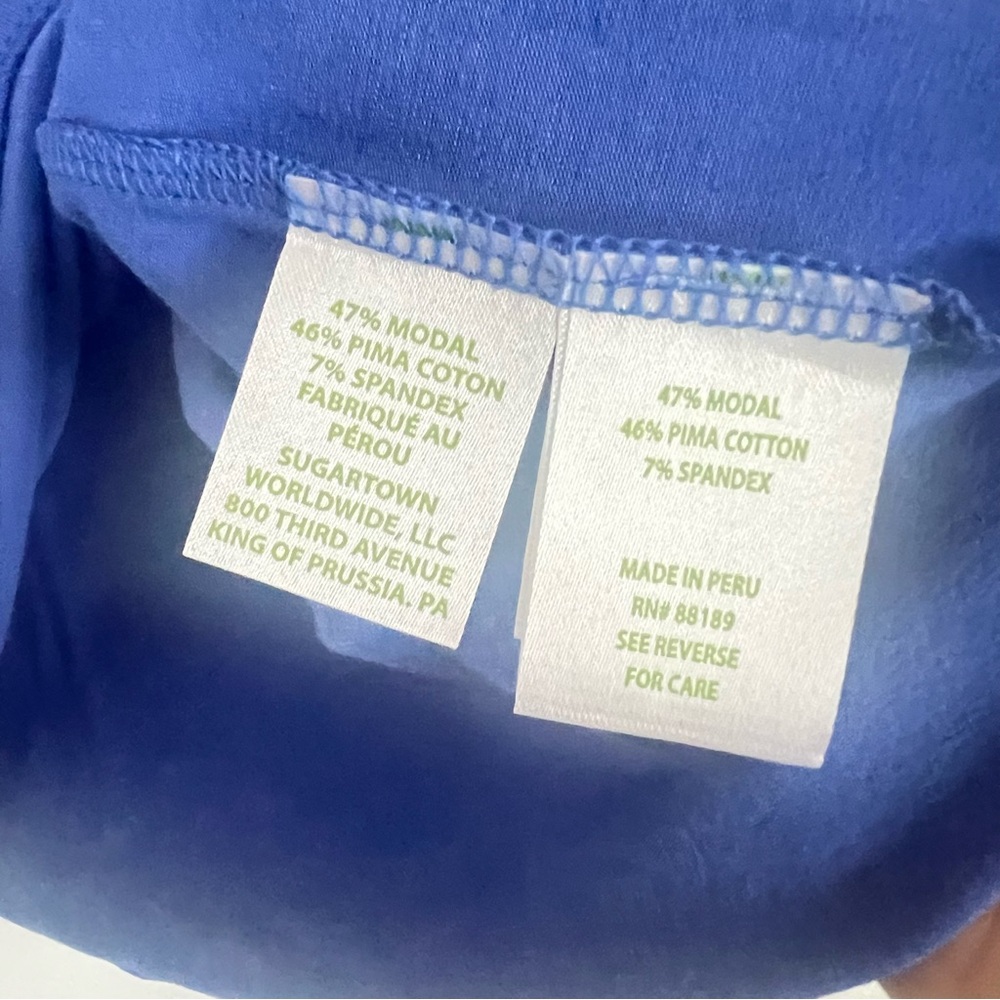 47% MODAL
46% PIMA COTON
7% SPANDEX
FABRIQUÉ AU
PÉROU
SUGARTOWN
WORLDWIDE, LLC
800 THIRD AVENUE
KING OF PRUSSIA. PA
47% MODAL
46% PIMA COTTON
7% SPANDEX
MADE IN PERU
RN# 88189
SEE REVERSE
FOR CARE